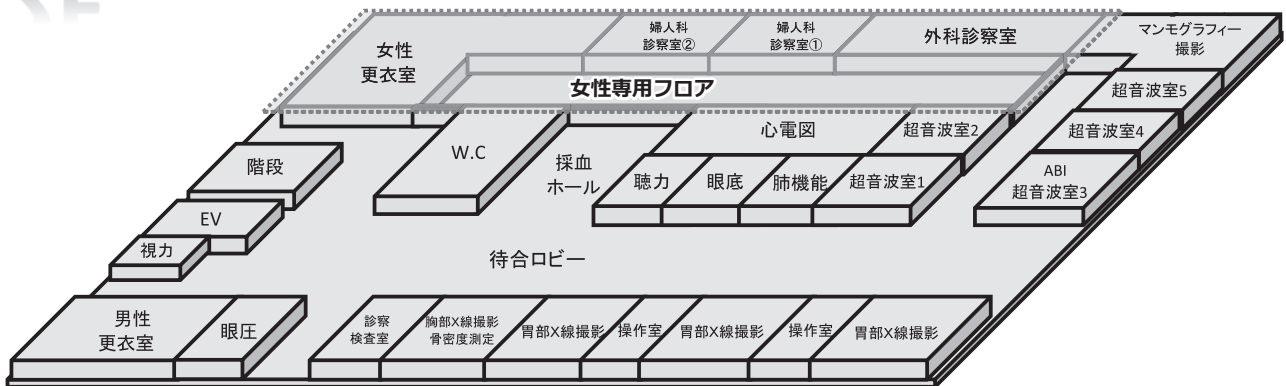 女性
更衣室
婦人科
診察室②
婦人科
診察室①
外科診察室
マンモグラフィー
撮影
女性専用フロア
超音波室5
超音波室4
ABI
超音波室3
心電図
超音波室2
W.C
採血
ホール
聴力
眼底
肺機能
超音波室1
階段
EV
視力
待合ロビー
男性
更衣室
眼圧
診察
検査室
胸部X線撮影
骨密度測定
胃部X線撮影
操作室
胃部X線撮影
操作室
胃部X線撮影